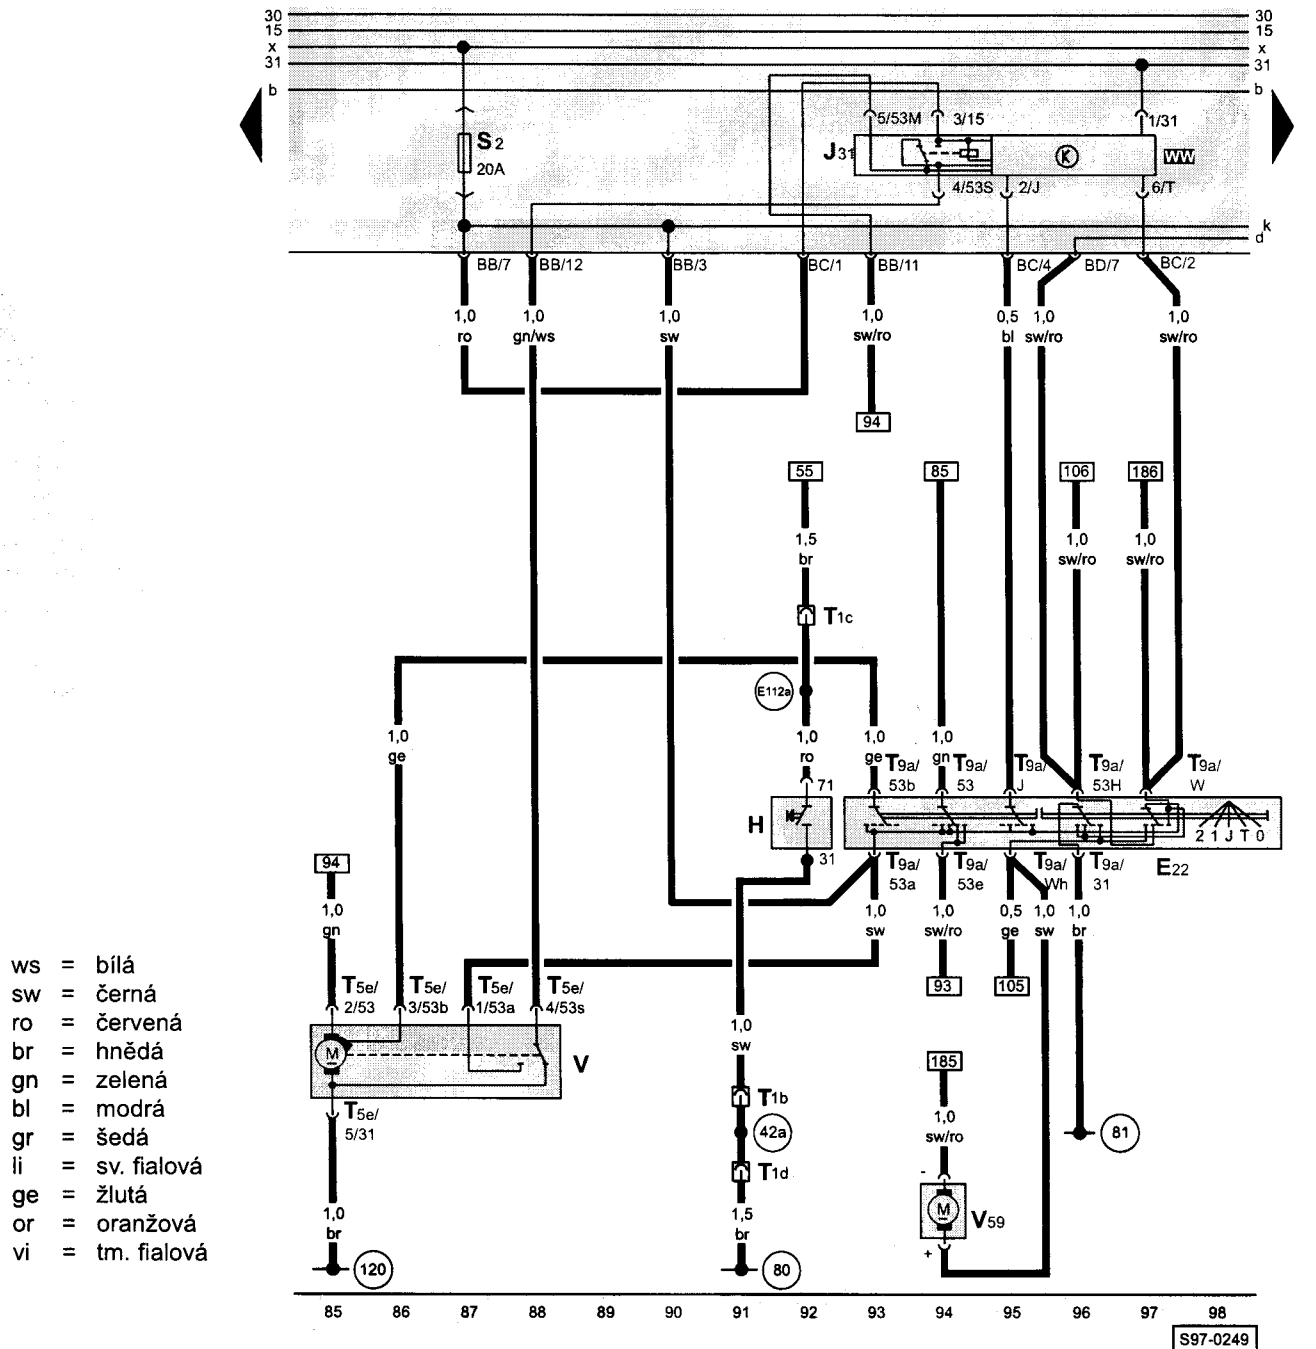 30 30
15 15
x x
31 31
b b
5/53M 3/15 1/31
S2
20A
J31 K WW
4/53S 2/J 6/T
k
d
BB/7 BB/12 BB/3 BC/1 BB/11 BC/4 BD/7 BC/2
1,0 1,0 1,0 1,0 0,5 1,0 1,0
ro gn/ws sw sw/ro bl sw/ro sw/ro
94
55 85 106 186
1,5 1,0 1,0
br sw/ro sw/ro
T1c
E112a
1,0 1,0 1,0 1,0
ge ro ge gn
T9a/ T9a/ T9a/ T9a/ T9a/
71 53b 53 J 53H W
H
2 1 J T 0
31 T9a/ T9a/ T9a/ T9a/ E22
53a 53e Wh 31
94
1,0 1,0 1,0 0,5 1,0 1,0
gn sw sw/ro ge sw br
93 105
T5e/ T5e/ T5e/ T5e/
2/53 3/53b 1/53a 4/53s
M V
1,0
sw
T5e/
5/31
T1b
42a
T1d
185
1,0
sw/ro
81
-
M V59
+
1,0 1,5
br br
120 80
ws = bílá
sw = černá
ro = červená
br = hnědá
gn = zelená
bl = modrá
gr = šedá
li = sv. fialová
ge = žlutá
or = oranžová
vi = tm. fialová
85 86 87 88 89 90 91 92 93 94 95 96 97 98
S97-0249